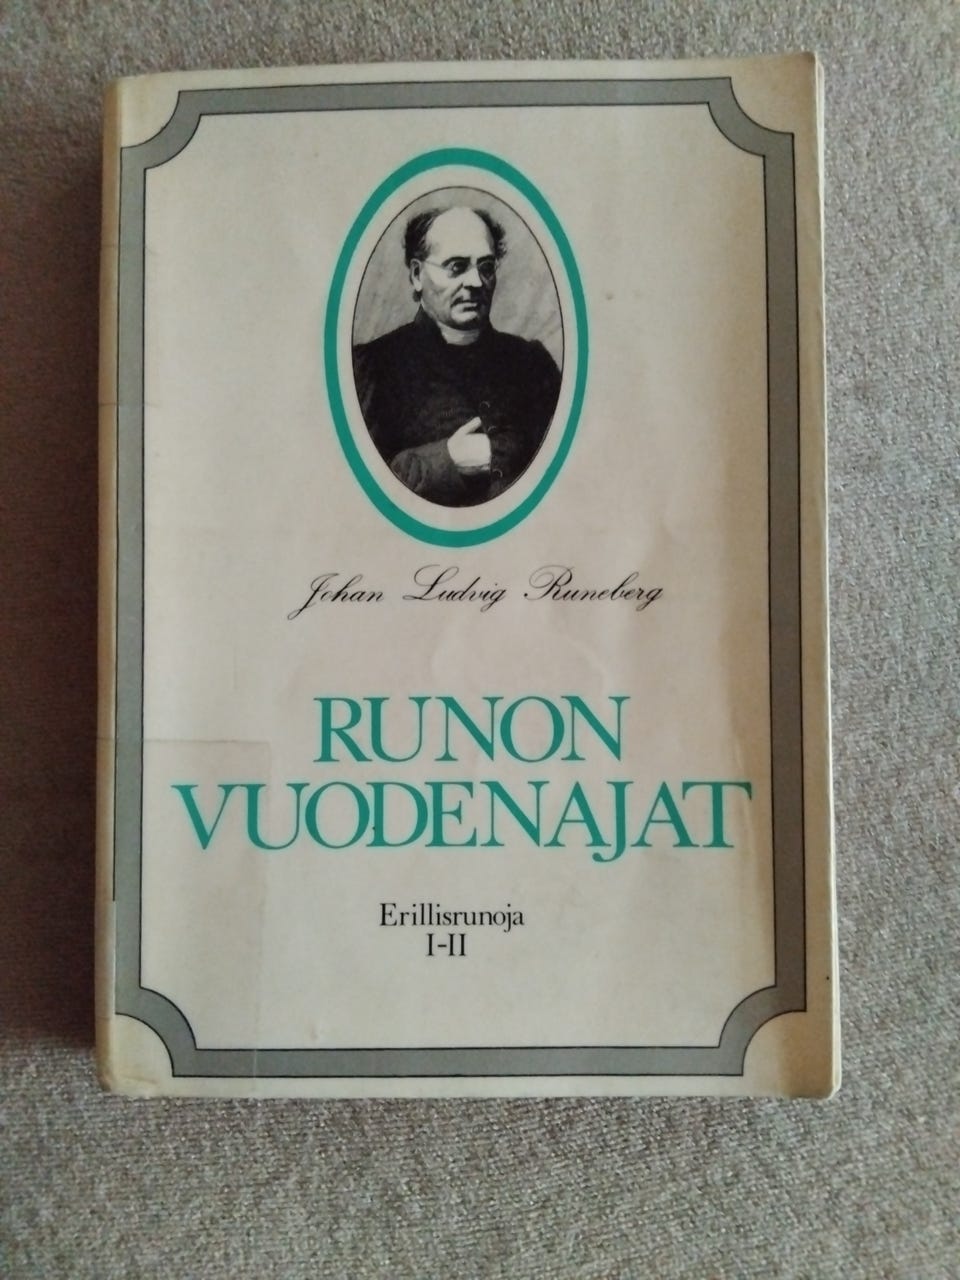 Johan Ludvig Runeberg
RUNON
VUODENAJAT
Erillisrunoja
I-II